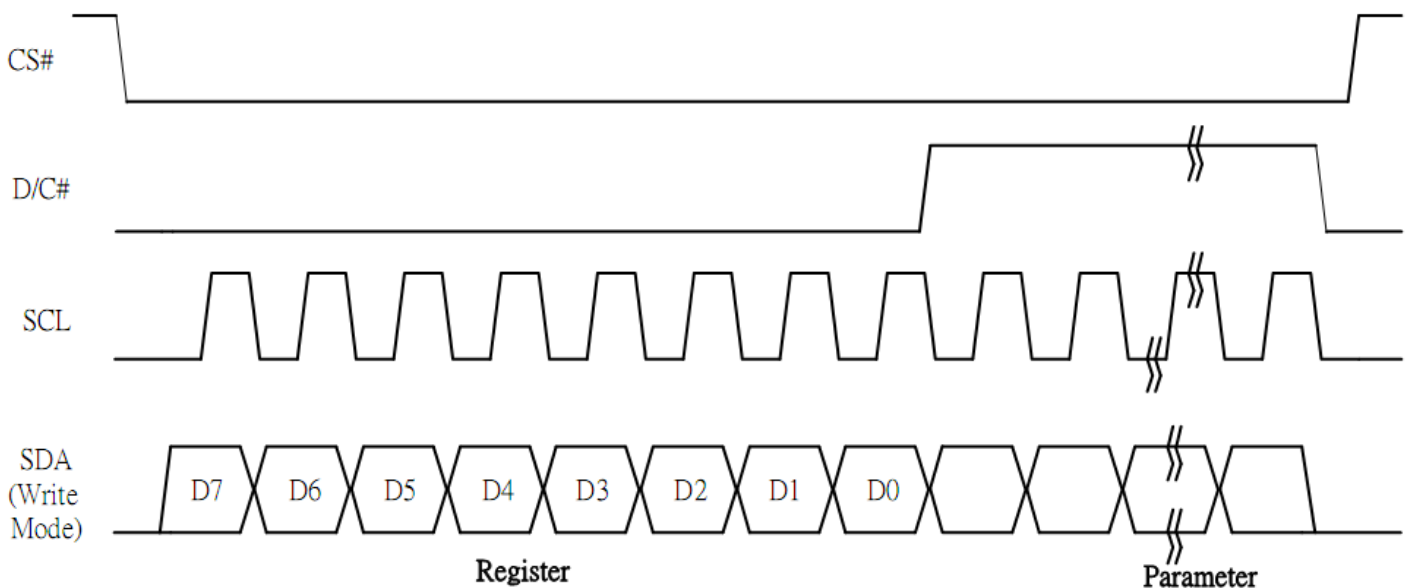 CS#
D/C#
SCL
SDA
(Write
Mode)
D7 D6 D5 D4 D3 D2 D1 D0
Register
Parameter